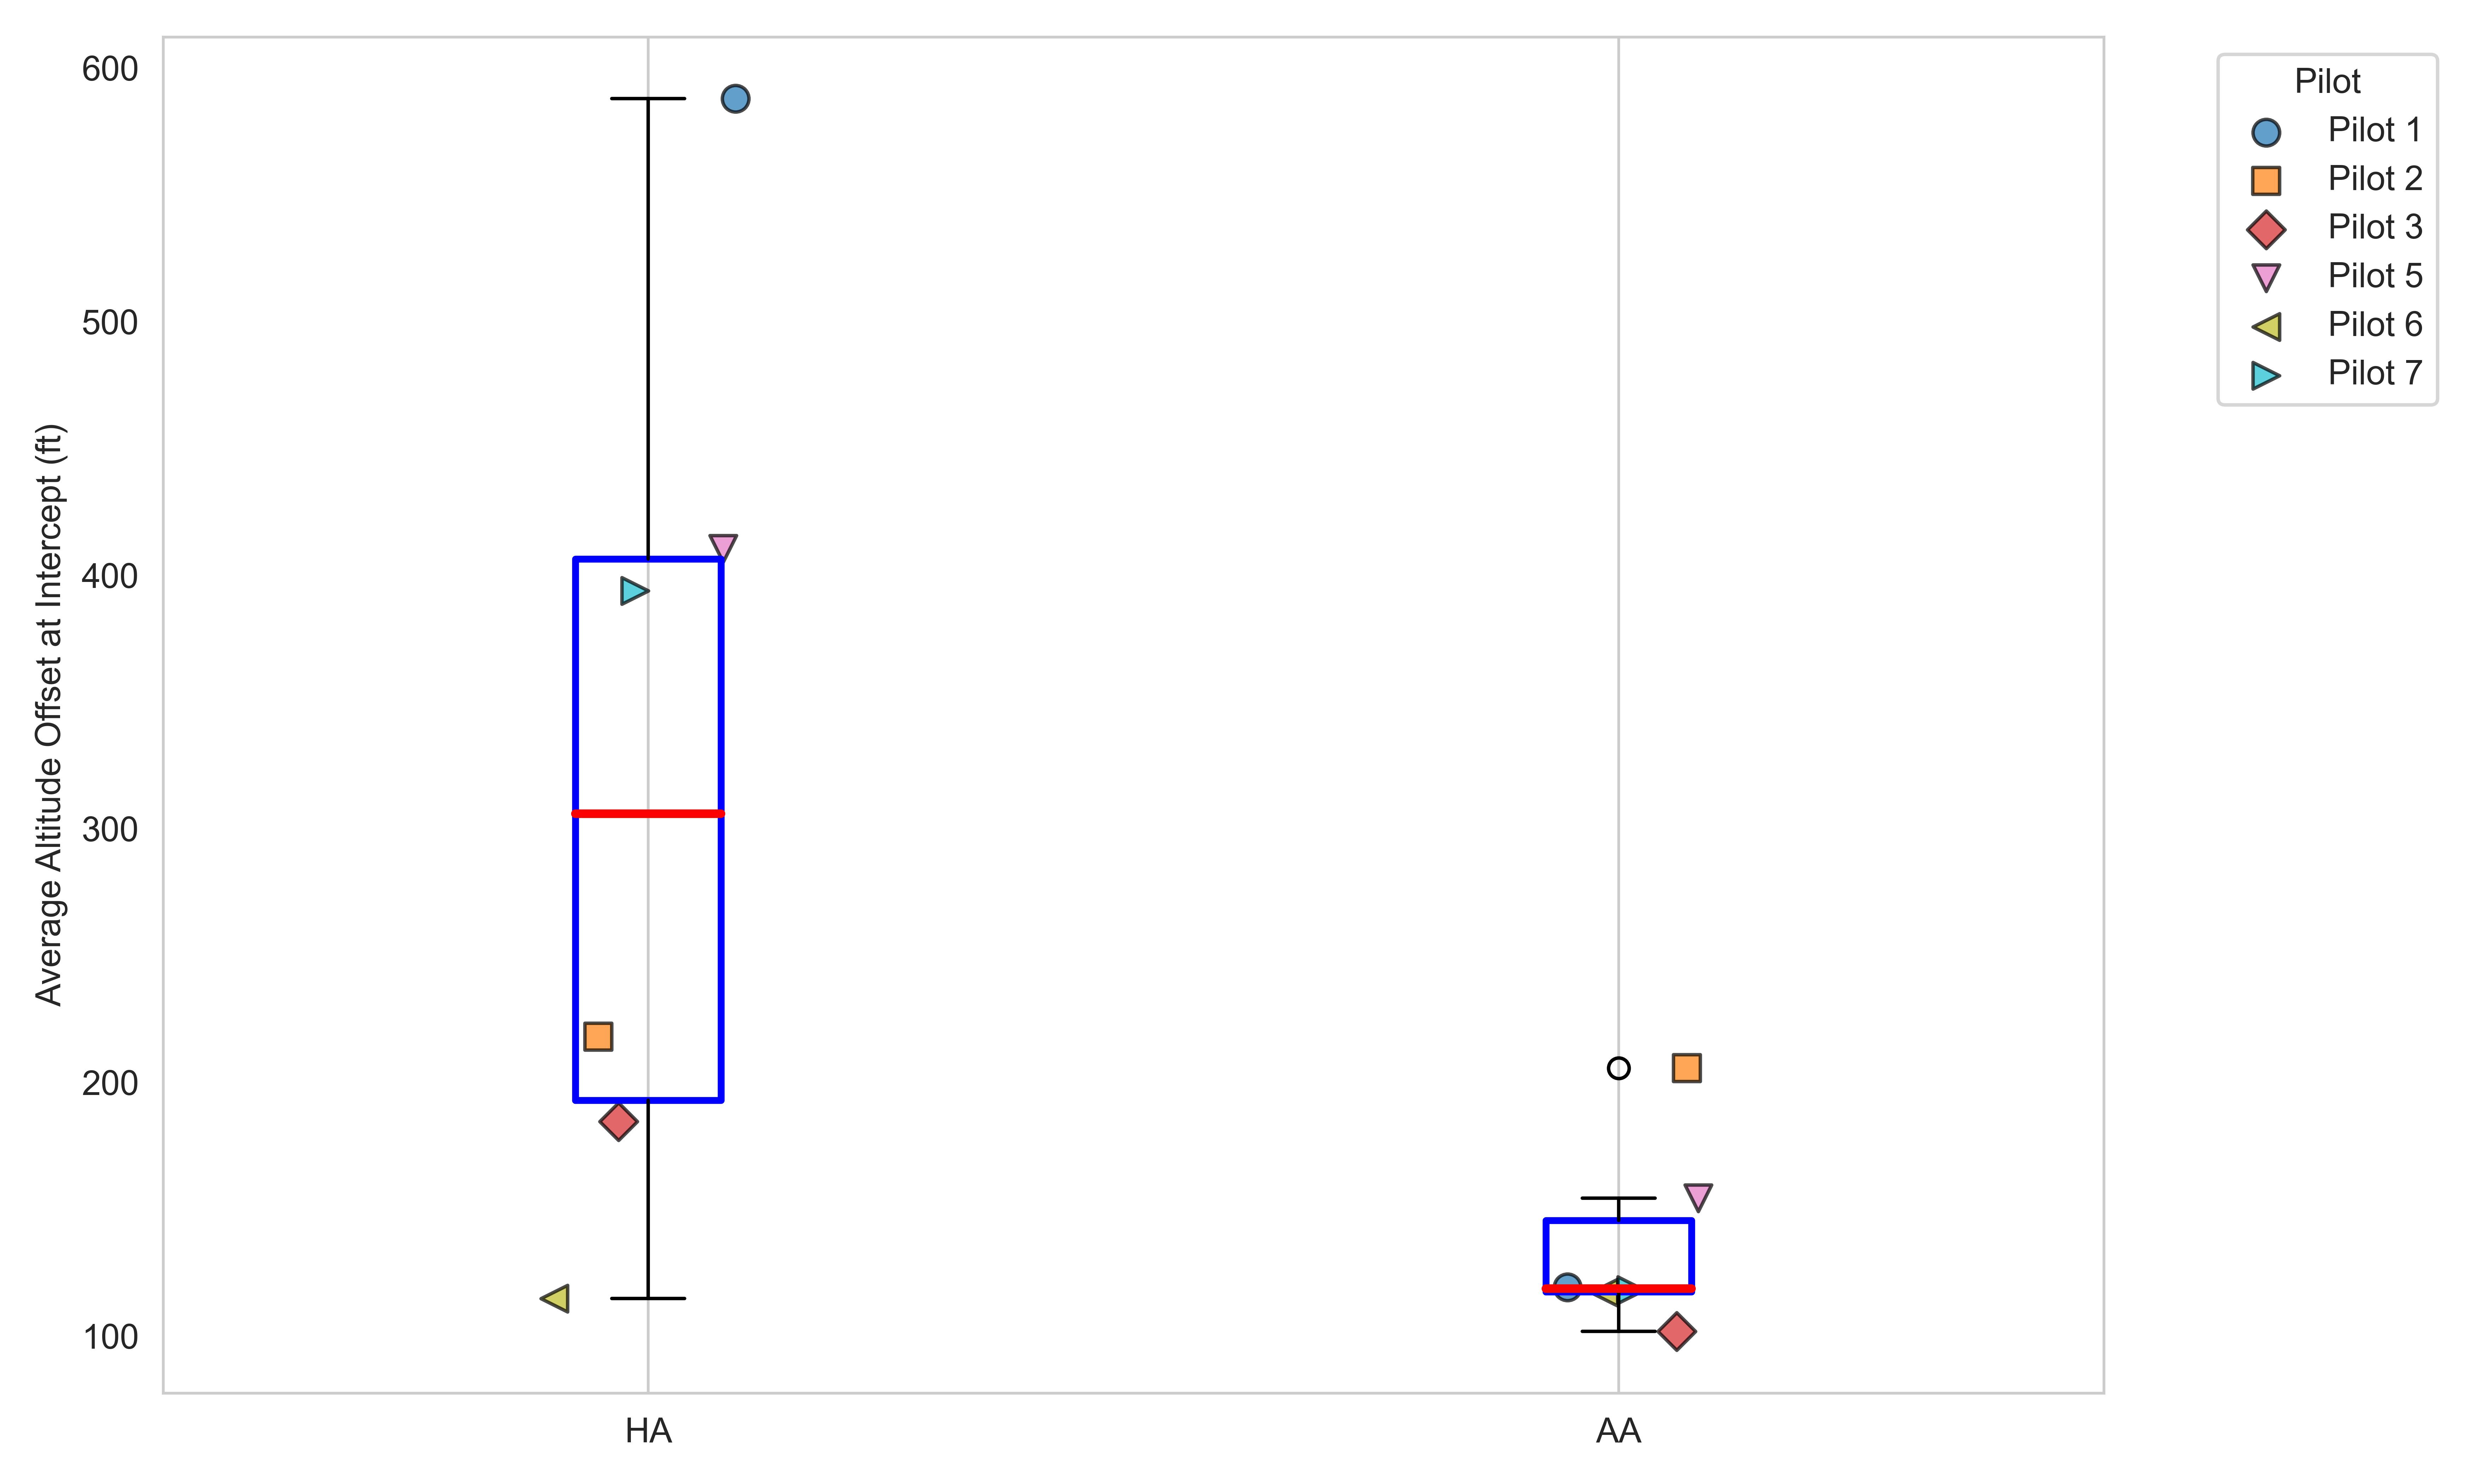 Average Altitude Offset at Intercept (ft)
600
500
400
300
200
100
HA
AA
Pilot
Pilot 1
Pilot 2
Pilot 3
Pilot 5
Pilot 6
Pilot 7